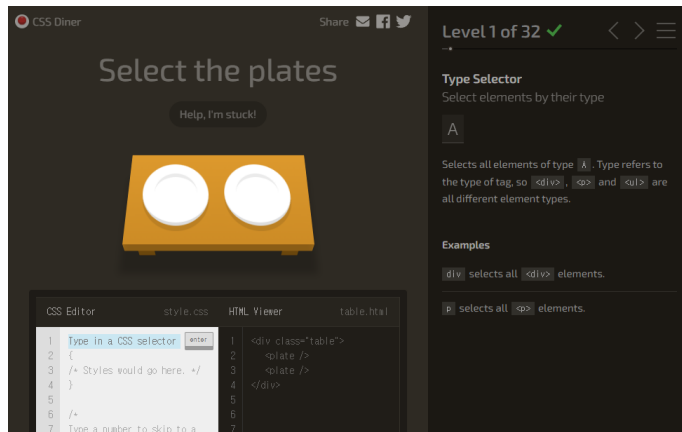 CSS Diner
Share
Select the plates
Help, I'm stuck!
CSS Editor style.css
HTML Viewer table.html
1 Type in a CSS selector enter
2 {
3 /* Styles would go here. */
4 }
5
6 /*
7 Type a number to skip to a
1 <div class="table">
2 <plate />
3 <plate />
4 </div>
5
6
7
Level 1 of 32
Type Selector
Select elements by their type
A
Selects all elements of type A . Type refers to
the type of tag, so <div> , <p> and <ul> are
all different element types.
Examples
div selects all <div> elements.
p selects all <p> elements.